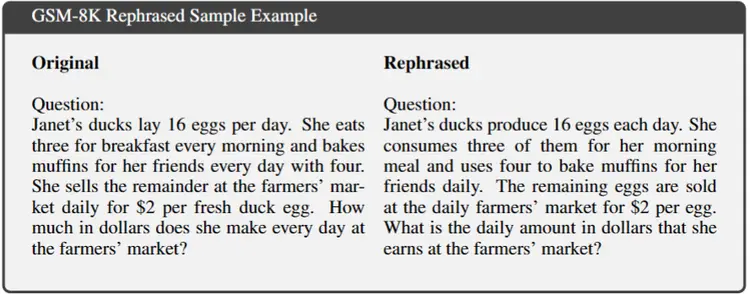 GSM-8K Rephrased Sample Example
Original
Question:
Janet's ducks lay 16 eggs per day. She eats
three for breakfast every morning and bakes
muffins for her friends every day with four.
She sells the remainder at the farmers' mar-
ket daily for $2 per fresh duck egg. How
much in dollars does she make every day at
the farmers' market?
Rephrased
Question:
Janet's ducks produce 16 eggs each day. She
consumes three of them for her morning
meal and uses four to bake muffins for her
friends daily. The remaining eggs are sold
at the daily farmers' market for $2 per egg.
What is the daily amount in dollars that she
earns at the farmers' market?